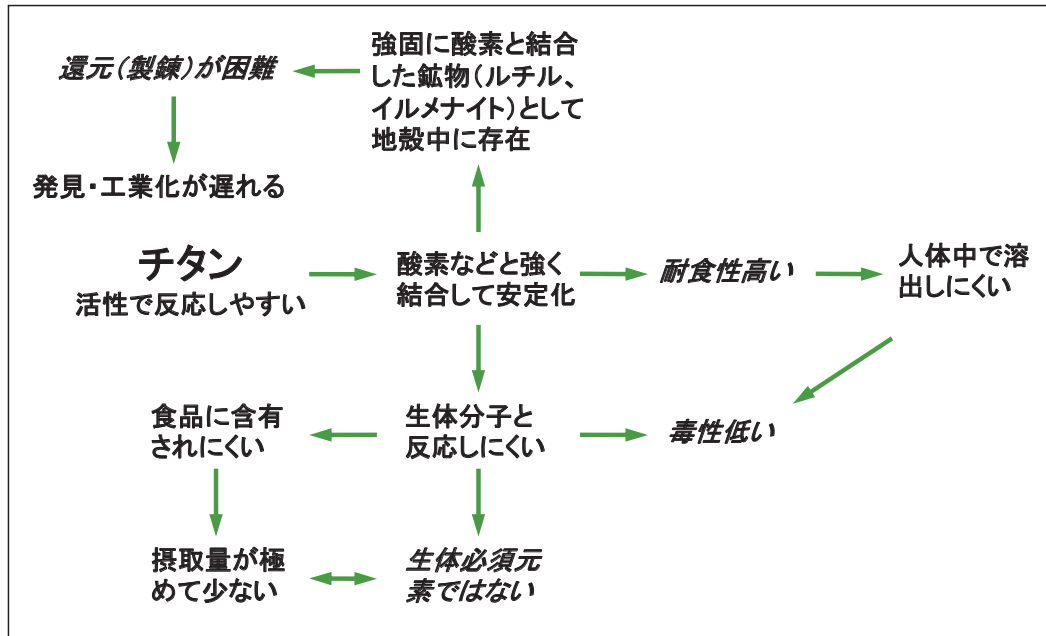 還元（製錬）が困難
強固に酸素と結合
した鉱物（ルチル、
イルメナイト）として
地殻中に存在
発見・工業化が遅れる
チタン
活性で反応しやすい
酸素などと強く
結合して安定化
耐食性高い
人体中で溶
出しにくい
食品に含有
されにくい
生体分子と
反応しにくい
毒性低い
摂取量が極
めて少ない
生体必須元
素ではない